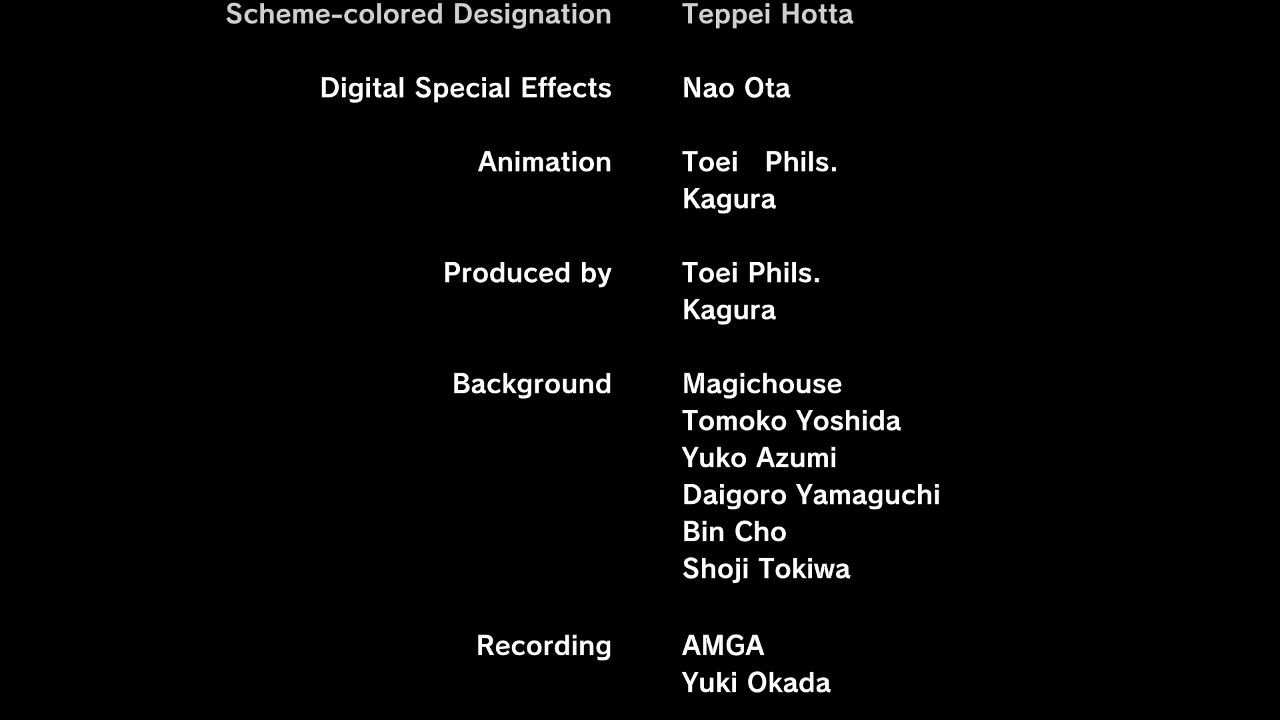 Scheme-colored Designation Teppei Hotta
Digital Special Effects Nao Ota
Animation Toei Phils.
Kagura
Produced by Toei Phils.
Kagura
Background Magichouse
Tomoko Yoshida
Yuko Azumi
Daigoro Yamaguchi
Bin Cho
Shoji Tokiwa
Recording AMGA
Yuki Okada